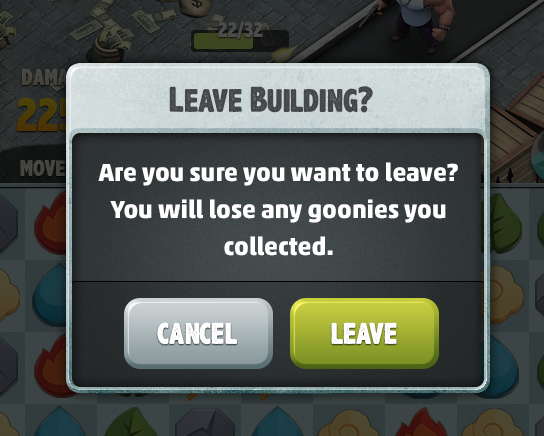 22/32
LEAVE BUILDING?
Are you sure you want to leave?
You will lose any goonies you
collected.
CANCEL
LEAVE